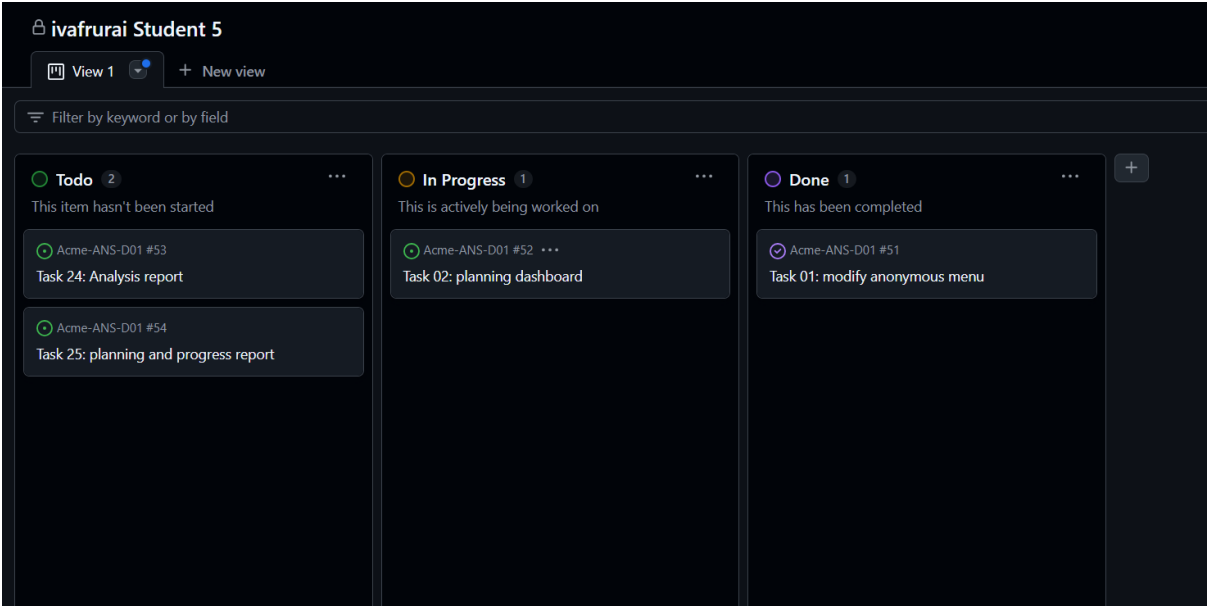 ivafrurai Student 5
View 1
New view
Filter by keyword or by field
Todo 2
This item hasn't been started
Acme-ANS-D01 #53
Task 24: Analysis report
Acme-ANS-D01 #54
Task 25: planning and progress report
In Progress 1
This is actively being worked on
Acme-ANS-D01 #52
Task 02: planning dashboard
Done 1
This has been completed
Acme-ANS-D01 #51
Task 01: modify anonymous menu